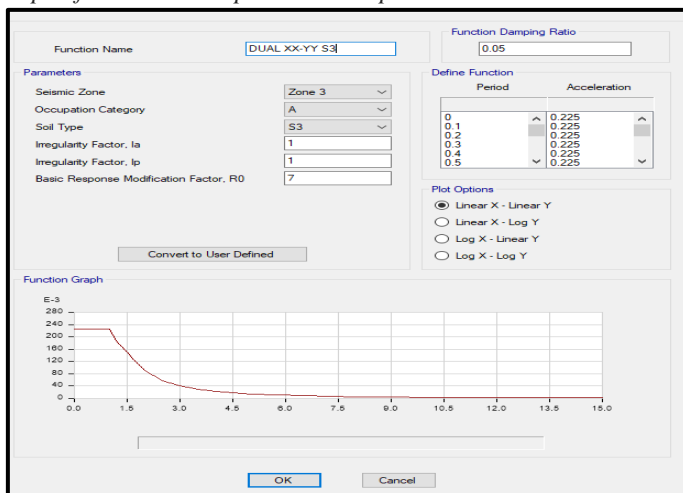 Function Name
DUAL XX-YY S3
Function Damping Ratio
0.05
Parameters
Seismic Zone
Zone 3
Occupation Category
A
Soil Type
S3
Irregularity Factor, Ia
1
Irregularity Factor, Ip
1
Basic Response Modification Factor, R0
7
Convert to User Defined
Define Function
Period Acceleration
0 0.225
0.1 0.225
0.2 0.225
0.3 0.225
0.4 0.225
0.5 0.225
Plot Options
Linear X - Linear Y
Linear X - Log Y
Log X - Linear Y
Log X - Log Y
Function Graph
E-3
280
240
200
160
120
80
40
0
0.0 1.5 3.0 4.5 6.0 7.5 9.0 10.5 12.0 13.5 15.0
OK Cancel